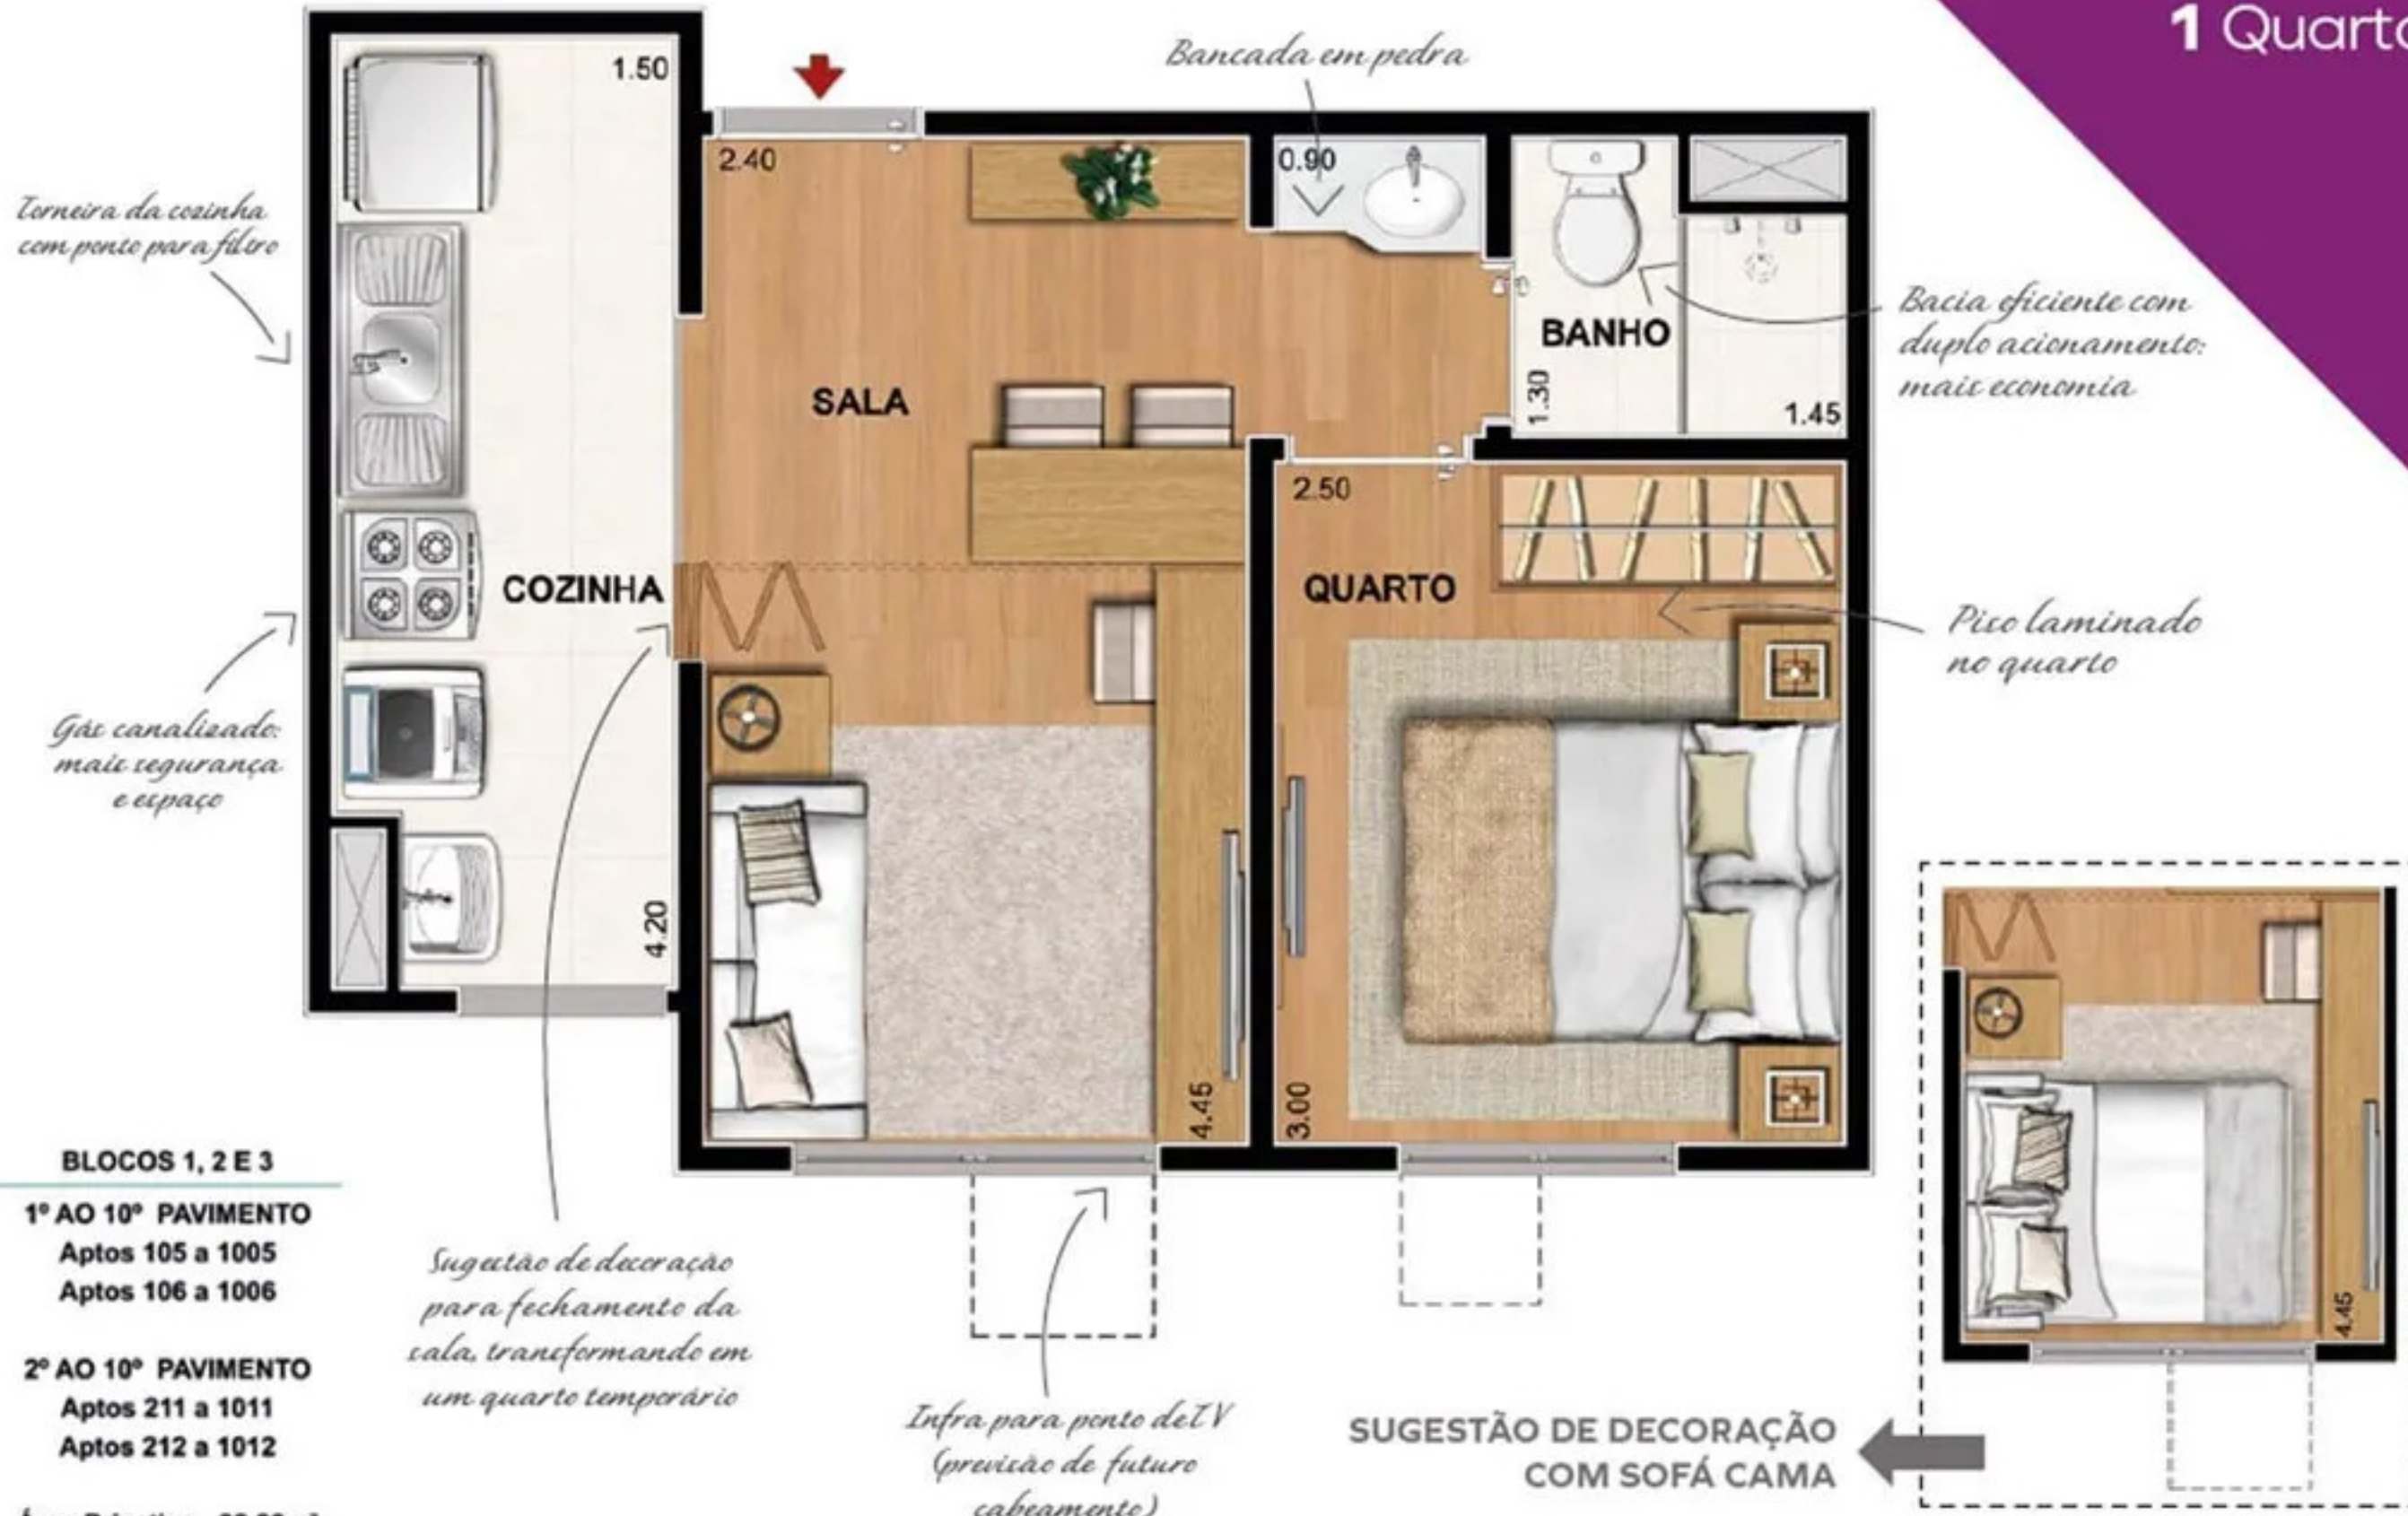 1 Quarto
Bancada em pedra
1.50
2.40
0.90
Torneira da cozinha
com ponto para filtro
BANHO
1.30
1.45
Bacia eficiente com
duplo acionamento:
mais economia
SALA
2.50
COZINHA
QUARTO
Piso laminado
no quarto
Gás canalizado:
mais segurança
e espaço
4.20
4.45
3.00
BLOCOS 1, 2 E 3
1º AO 10º PAVIMENTO
Aptos 105 a 1005
Aptos 106 a 1006
2º AO 10º PAVIMENTO
Aptos 211 a 1011
Aptos 212 a 1012
Sugestão de decoração
para fechamento da
sala, transformando em
um quarto temporário
Infra para ponto de TV
(previsão de futuro
cabeamento)
4.45
SUGESTÃO DE DECORAÇÃO
COM SOFÁ CAMA